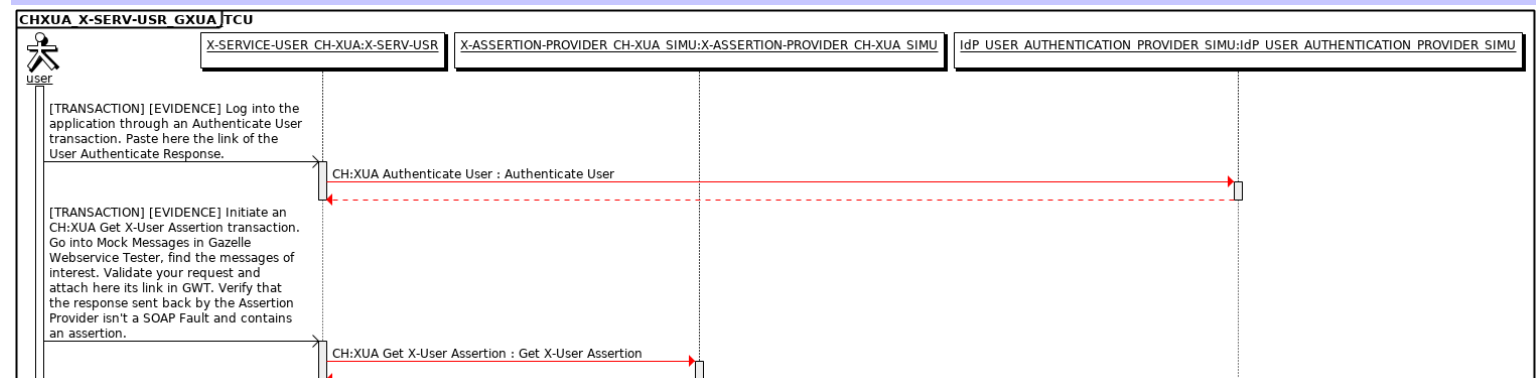 CHXUA_X-SERV-USR_GXUA_TCU
user
X-SERVICE-USER_CH-XUA:X-SERV-USR
X-ASSERTION-PROVIDER_CH-XUA_SIMU:X-ASSERTION-PROVIDER_CH-XUA_SIMU
IdP_USER_AUTHENTICATION_PROVIDER_SIMU:IdP_USER_AUTHENTICATION_PROVIDER_SIMU
[TRANSACTION] [EVIDENCE] Log into the
application through an Authenticate User
transaction. Paste here the link of the
User Authenticate Response.
CH:XUA Authenticate User : Authenticate User
[TRANSACTION] [EVIDENCE] Initiate an
CH:XUA Get X-User Assertion transaction.
Go into Mock Messages in Gazelle
Webservice Tester, find the messages of
interest. Validate your request and
attach here its link in GWT. Verify that
the response sent back by the Assertion
Provider isn't a SOAP Fault and contains
an assertion.
CH:XUA Get X-User Assertion : Get X-User Assertion